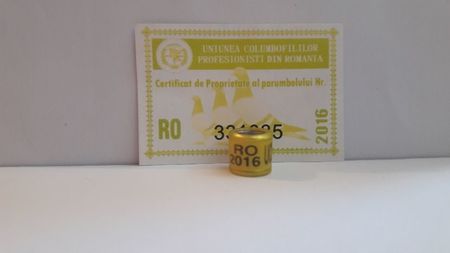 UNIUNEA COLUMBOFILILOR
PROFESIONISTI DIN ROMANIA
Certificat de Proprietate al porumbelului Nr.
RO
2016
RO
2016